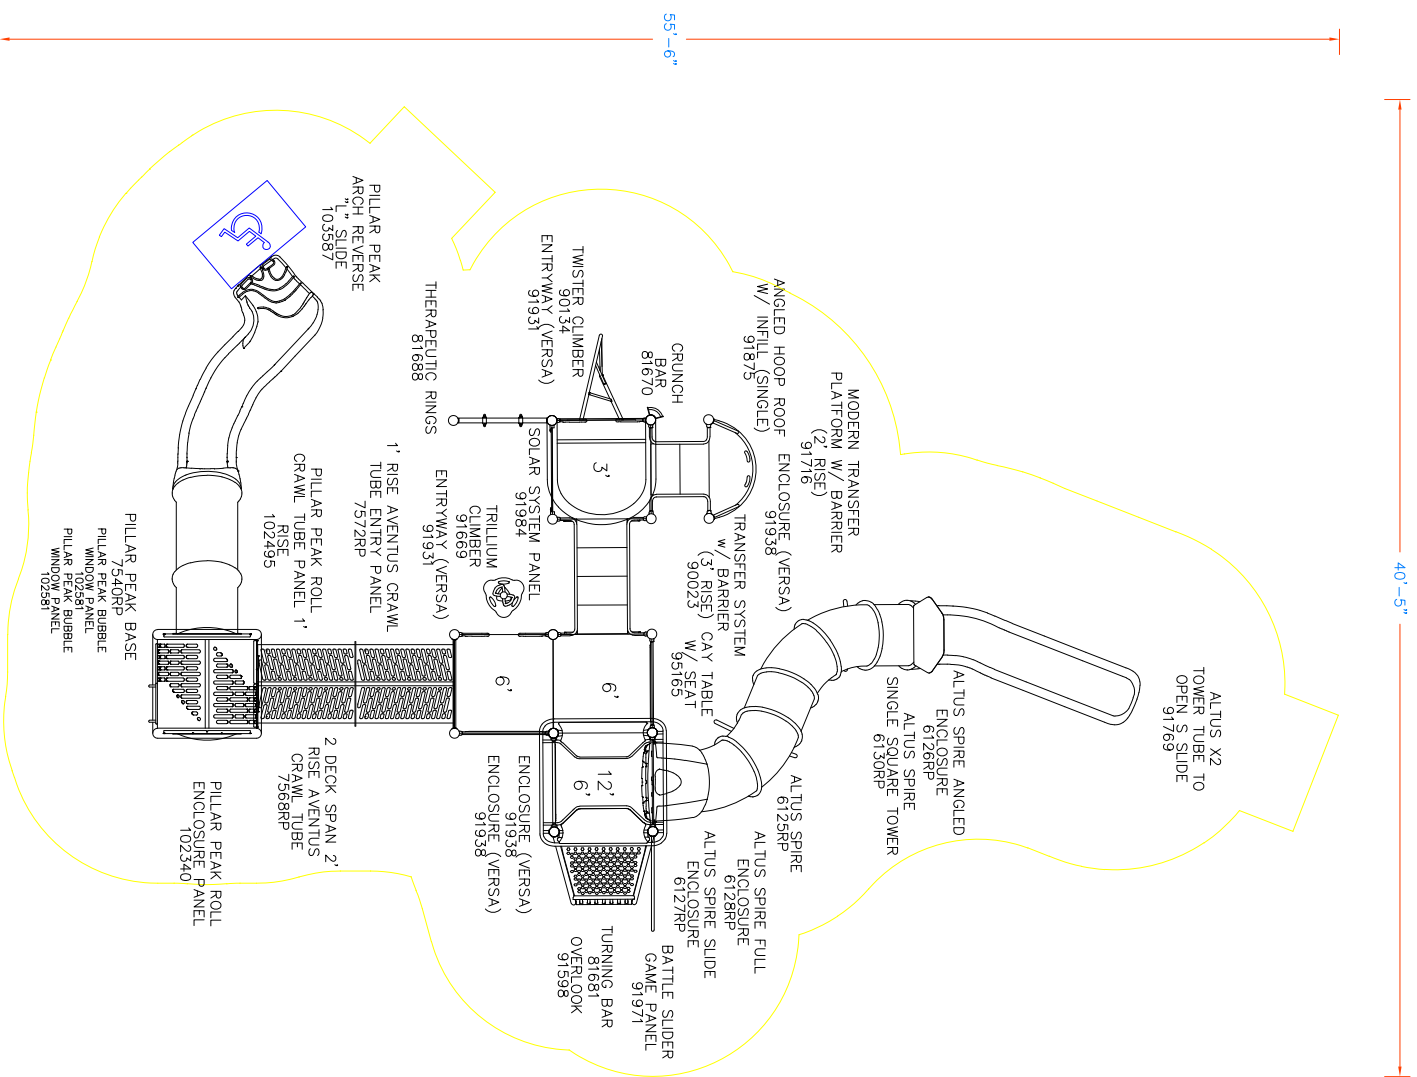 55'-6"
40'-5"
PILLAR PEAK
ARCH REVERSE
"L" SLIDE
103587
THERAPEUTIC RINGS
81688
TWISTER CLIMBER
90134
ENTRYWAY (VERSA)
91931
CRUNCH
BAR
81670
ANGLED HOOP ROOF
W/ INFILL (SINGLE)
91875
MODERN TRANSFER
PLATFORM W/ BARRIER
(2' RISE)
91716
ENCLOSURE (VERSA)
91938
TRANSFER SYSTEM
w/ BARRIER
(3' RISE)
90023
CAY TABLE
W/ SEAT
95165
SOLAR SYSTEM PANEL
91984
TRILLIUM
CLIMBER
91669
ENTRYWAY (VERSA)
91931
1' RISE AVENTUS CRAWL
TUBE ENTRY PANEL
7572RP
PILLAR PEAK ROLL
CRAWL TUBE PANEL 1'
RISE
102495
PILLAR PEAK BASE
7540RP
PILLAR PEAK BUBBLE
WINDOW PANEL
102581
PILLAR PEAK BUBBLE
WINDOW PANEL
102581
3'
6'
6'
12'
6'
ALTUS X2
TOWER TUBE TO
OPEN S SLIDE
91769
ALTUS SPIRE ANGLED
ENCLOSURE
6126RP
ALTUS SPIRE
SINGLE SQUARE TOWER
6130RP
ALTUS SPIRE
6125RP
ALTUS SPIRE FULL
ENCLOSURE
6128RP
ALTUS SPIRE SLIDE
ENCLOSURE
6127RP
BATTLE SLIDER
GAME PANEL
91971
TURNING BAR
81681
OVERLOOK
91598
ENCLOSURE (VERSA)
91938
ENCLOSURE (VERSA)
91938
2 DECK SPAN 2'
RISE AVENTUS
CRAWL TUBE
7568RP
PILLAR PEAK ROLL
ENCLOSURE PANEL
102340